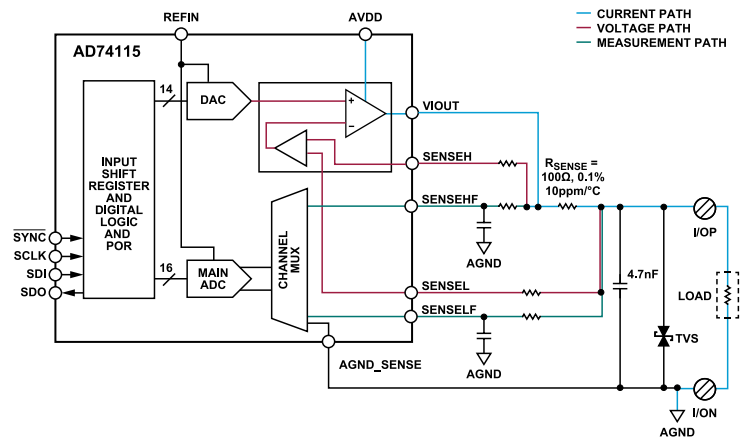 REFIN
AVDD
CURRENT PATH
VOLTAGE PATH
MEASUREMENT PATH
AD74115
14
DAC
+
−
VIOUT
INPUT
SHIFT
REGISTER
AND
DIGITAL
LOGIC
AND
POR
SENSEH
RSENSE =
100Ω, 0.1%
10ppm/°C
SENSEHF
I/OP
AGND
SYNC
SCLK
SDI
SDO
16
MAIN
ADC
CHANNEL
MUX
SENSEL
4.7nF
LOAD
SENSELF
TVS
AGND
AGND_SENSE
I/ON
AGND